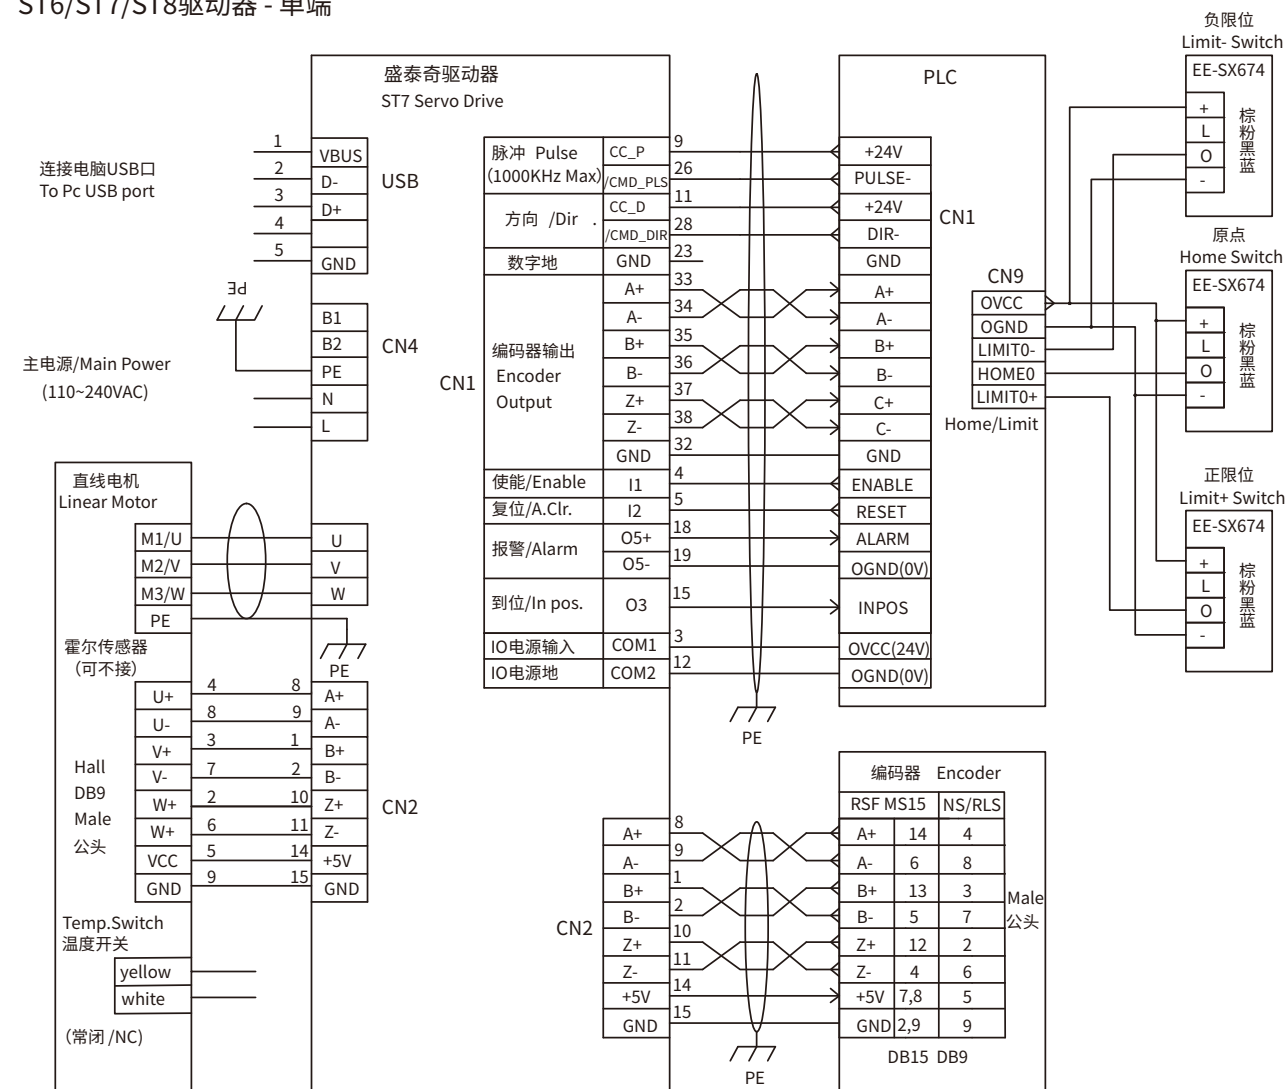 ST6/ST7/ST8驱动器 - 单端
盛泰奇驱动器
ST7 Servo Drive
连接电脑USB口
To Pc USB port
1 VBUS
2 D-
3 D+
4
5 GND
USB
PE
主电源/Main Power
(110~240VAC)
B1
B2
PE
N
L
CN4
CN1
脉冲 Pulse
(1000KHz Max)
CC_P 9
/CMD_PLS 26
方向 /Dir .
CC_D 11
/CMD_DIR 28
数字地 GND 23
编码器输出
Encoder
Output
A+ 33
A- 34
B+ 35
B- 36
Z+ 37
Z- 38
GND 32
使能/Enable I1 4
复位/A.Clr. I2 5
报警/Alarm
O5+ 18
O5- 19
到位/In pos. O3 15
IO电源输入 COM1 3
IO电源地 COM2 12
PE
PLC
+24V
PULSE-
+24V
DIR-
GND
A+
A-
B+
B-
C+
C-
GND
ENABLE
RESET
ALARM
OGND(0V)
INPOS
OVCC(24V)
OGND(0V)
CN1
CN9
OVCC
OGND
LIMIT0-
HOME0
LIMIT0+
Home/Limit
负限位
Limit- Switch
EE-SX674
+ 棕
L 粉
O 黑
- 蓝
原点
Home Switch
EE-SX674
+ 棕
L 粉
O 黑
- 蓝
正限位
Limit+ Switch
EE-SX674
+ 棕
L 粉
O 黑
- 蓝
直线电机
Linear Motor
M1/U U
M2/V V
M3/W W
PE
PE
霍尔传感器
(可不接)
Hall
DB9
Male
公头
U+ 4 8 A+
U- 8 9 A-
V+ 3 1 B+
V- 7 2 B-
W+ 2 10 Z+
W+ 6 11 Z-
VCC 5 14 +5V
GND 9 15 GND
CN2
Temp.Switch
温度开关
yellow
white
(常闭 /NC)
CN2
A+ 8
A- 9
B+ 1
B- 2
Z+ 10
Z- 11
+5V 14
GND 15
PE
编码器 Encoder
RSF MS15 NS/RLS
A+ 14 4
A- 6 8
B+ 13 3
B- 5 7
Z+ 12 2
Z- 4 6
+5V 7,8 5
GND 2,9 9
Male
公头
DB15 DB9